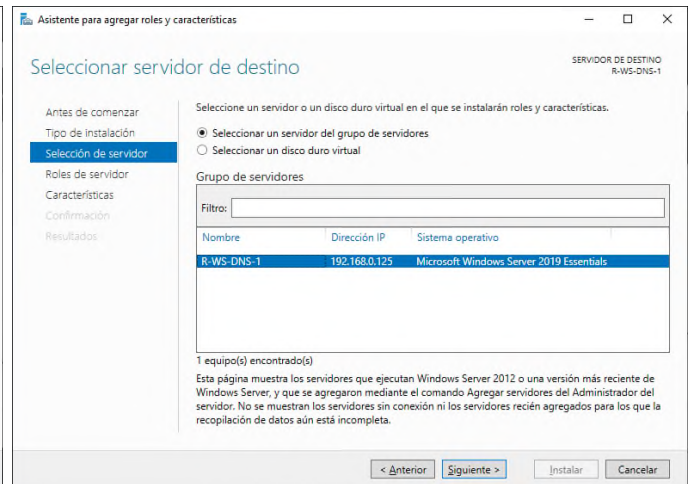 Asistente para agregar roles y características
Seleccionar servidor de destino
SERVIDOR DE DESTINO
R-WS-DNS-1
Antes de comenzar
Tipo de instalación
Selección de servidor
Roles de servidor
Características
Confirmación
Resultados
Seleccione un servidor o un disco duro virtual en el que se instalarán roles y características.
Seleccionar un servidor del grupo de servidores
Seleccionar un disco duro virtual
Grupo de servidores
Filtro:
Nombre Dirección IP Sistema operativo
R-WS-DNS-1 192.168.0.125 Microsoft Windows Server 2019 Essentials
1 equipo(s) encontrado(s)
Esta página muestra los servidores que ejecutan Windows Server 2012 o una versión más reciente de
Windows Server, y que se agregaron mediante el comando Agregar servidores del Administrador del
servidor. No se muestran los servidores sin conexión ni los servidores recién agregados para los que la
recopilación de datos aún está incompleta.
< Anterior Siguiente > Instalar Cancelar